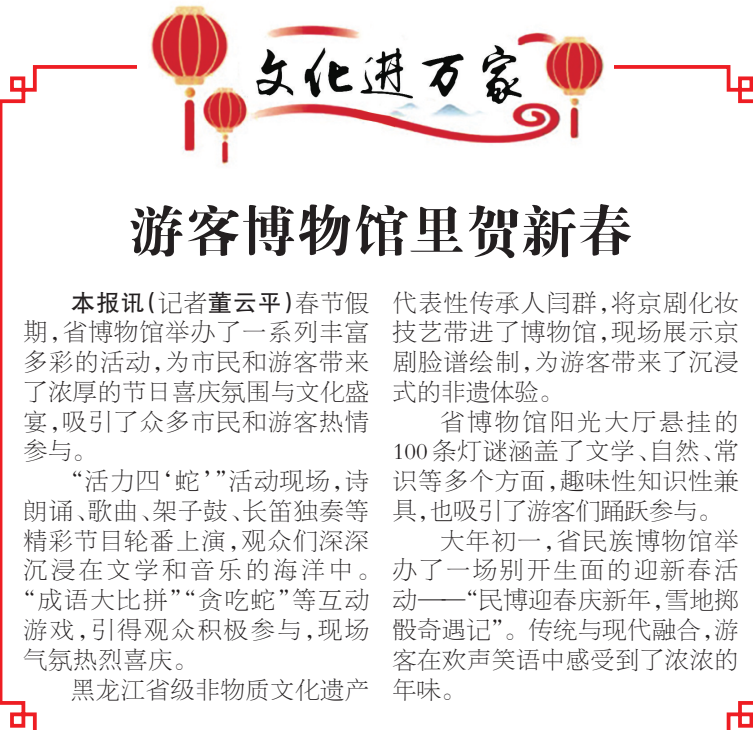 文化进万家
游客博物馆里贺新春
本报讯(记者董云平)春节假
期,省博物馆举办了一系列丰富
多彩的活动,为市民和游客带来
了浓厚的节日喜庆氛围与文化盛
宴,吸引了众多市民和游客热情
参与。
“活力四‘蛇’”活动现场,诗
朗诵、歌曲、架子鼓、长笛独奏等
精彩节目轮番上演,观众们深深
沉浸在文学和音乐的海洋中。
“成语大比拼”“贪吃蛇”等互动
游戏,引得观众积极参与,现场
气氛热烈喜庆。
黑龙江省级非物质文化遗产
代表性传承人闫群,将京剧化妆
技艺带进了博物馆,现场展示京
剧脸谱绘制,为游客带来了沉浸
式的非遗体验。
省博物馆阳光大厅悬挂的
100条灯谜涵盖了文学、自然、常
识等多个方面,趣味性知识性兼
具,也吸引了游客们踊跃参与。
大年初一,省民族博物馆举
办了一场别开生面的迎新春活
动——“民博迎春庆新年,雪地掷
骰奇遇记”。传统与现代融合,游
客在欢声笑语中感受到了浓浓的
年味。